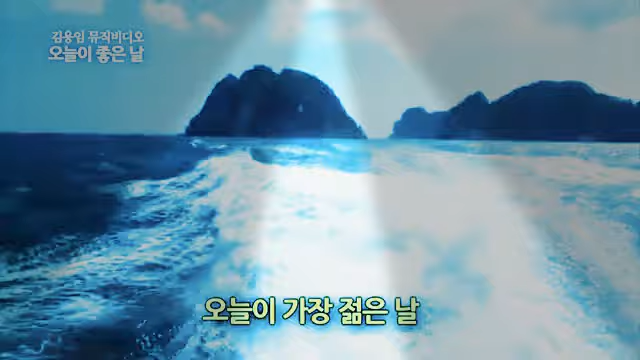 김용임 뮤직비디오
오늘이 좋은 날
오늘이 가장 젊은 날